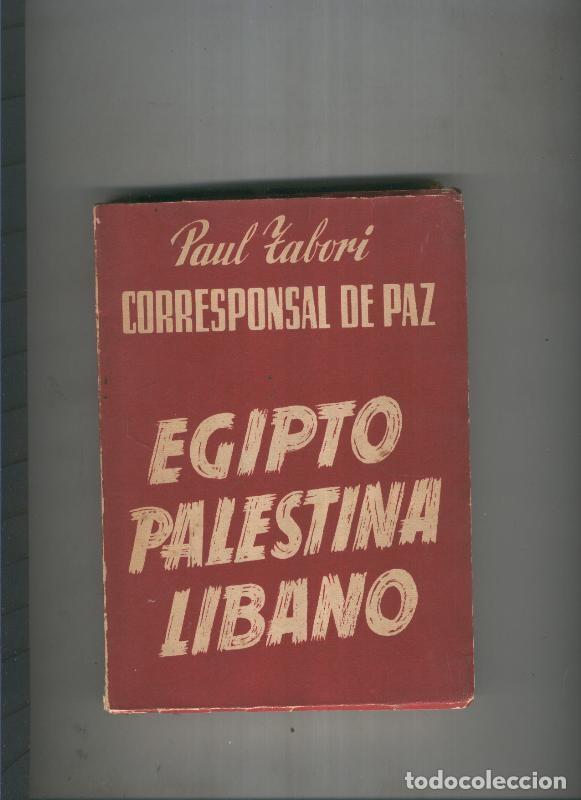 Paul Tabori
CORRESPONSAL DE PAZ
EGIPTO
PALESTINA
LIBANO
todocoleccion